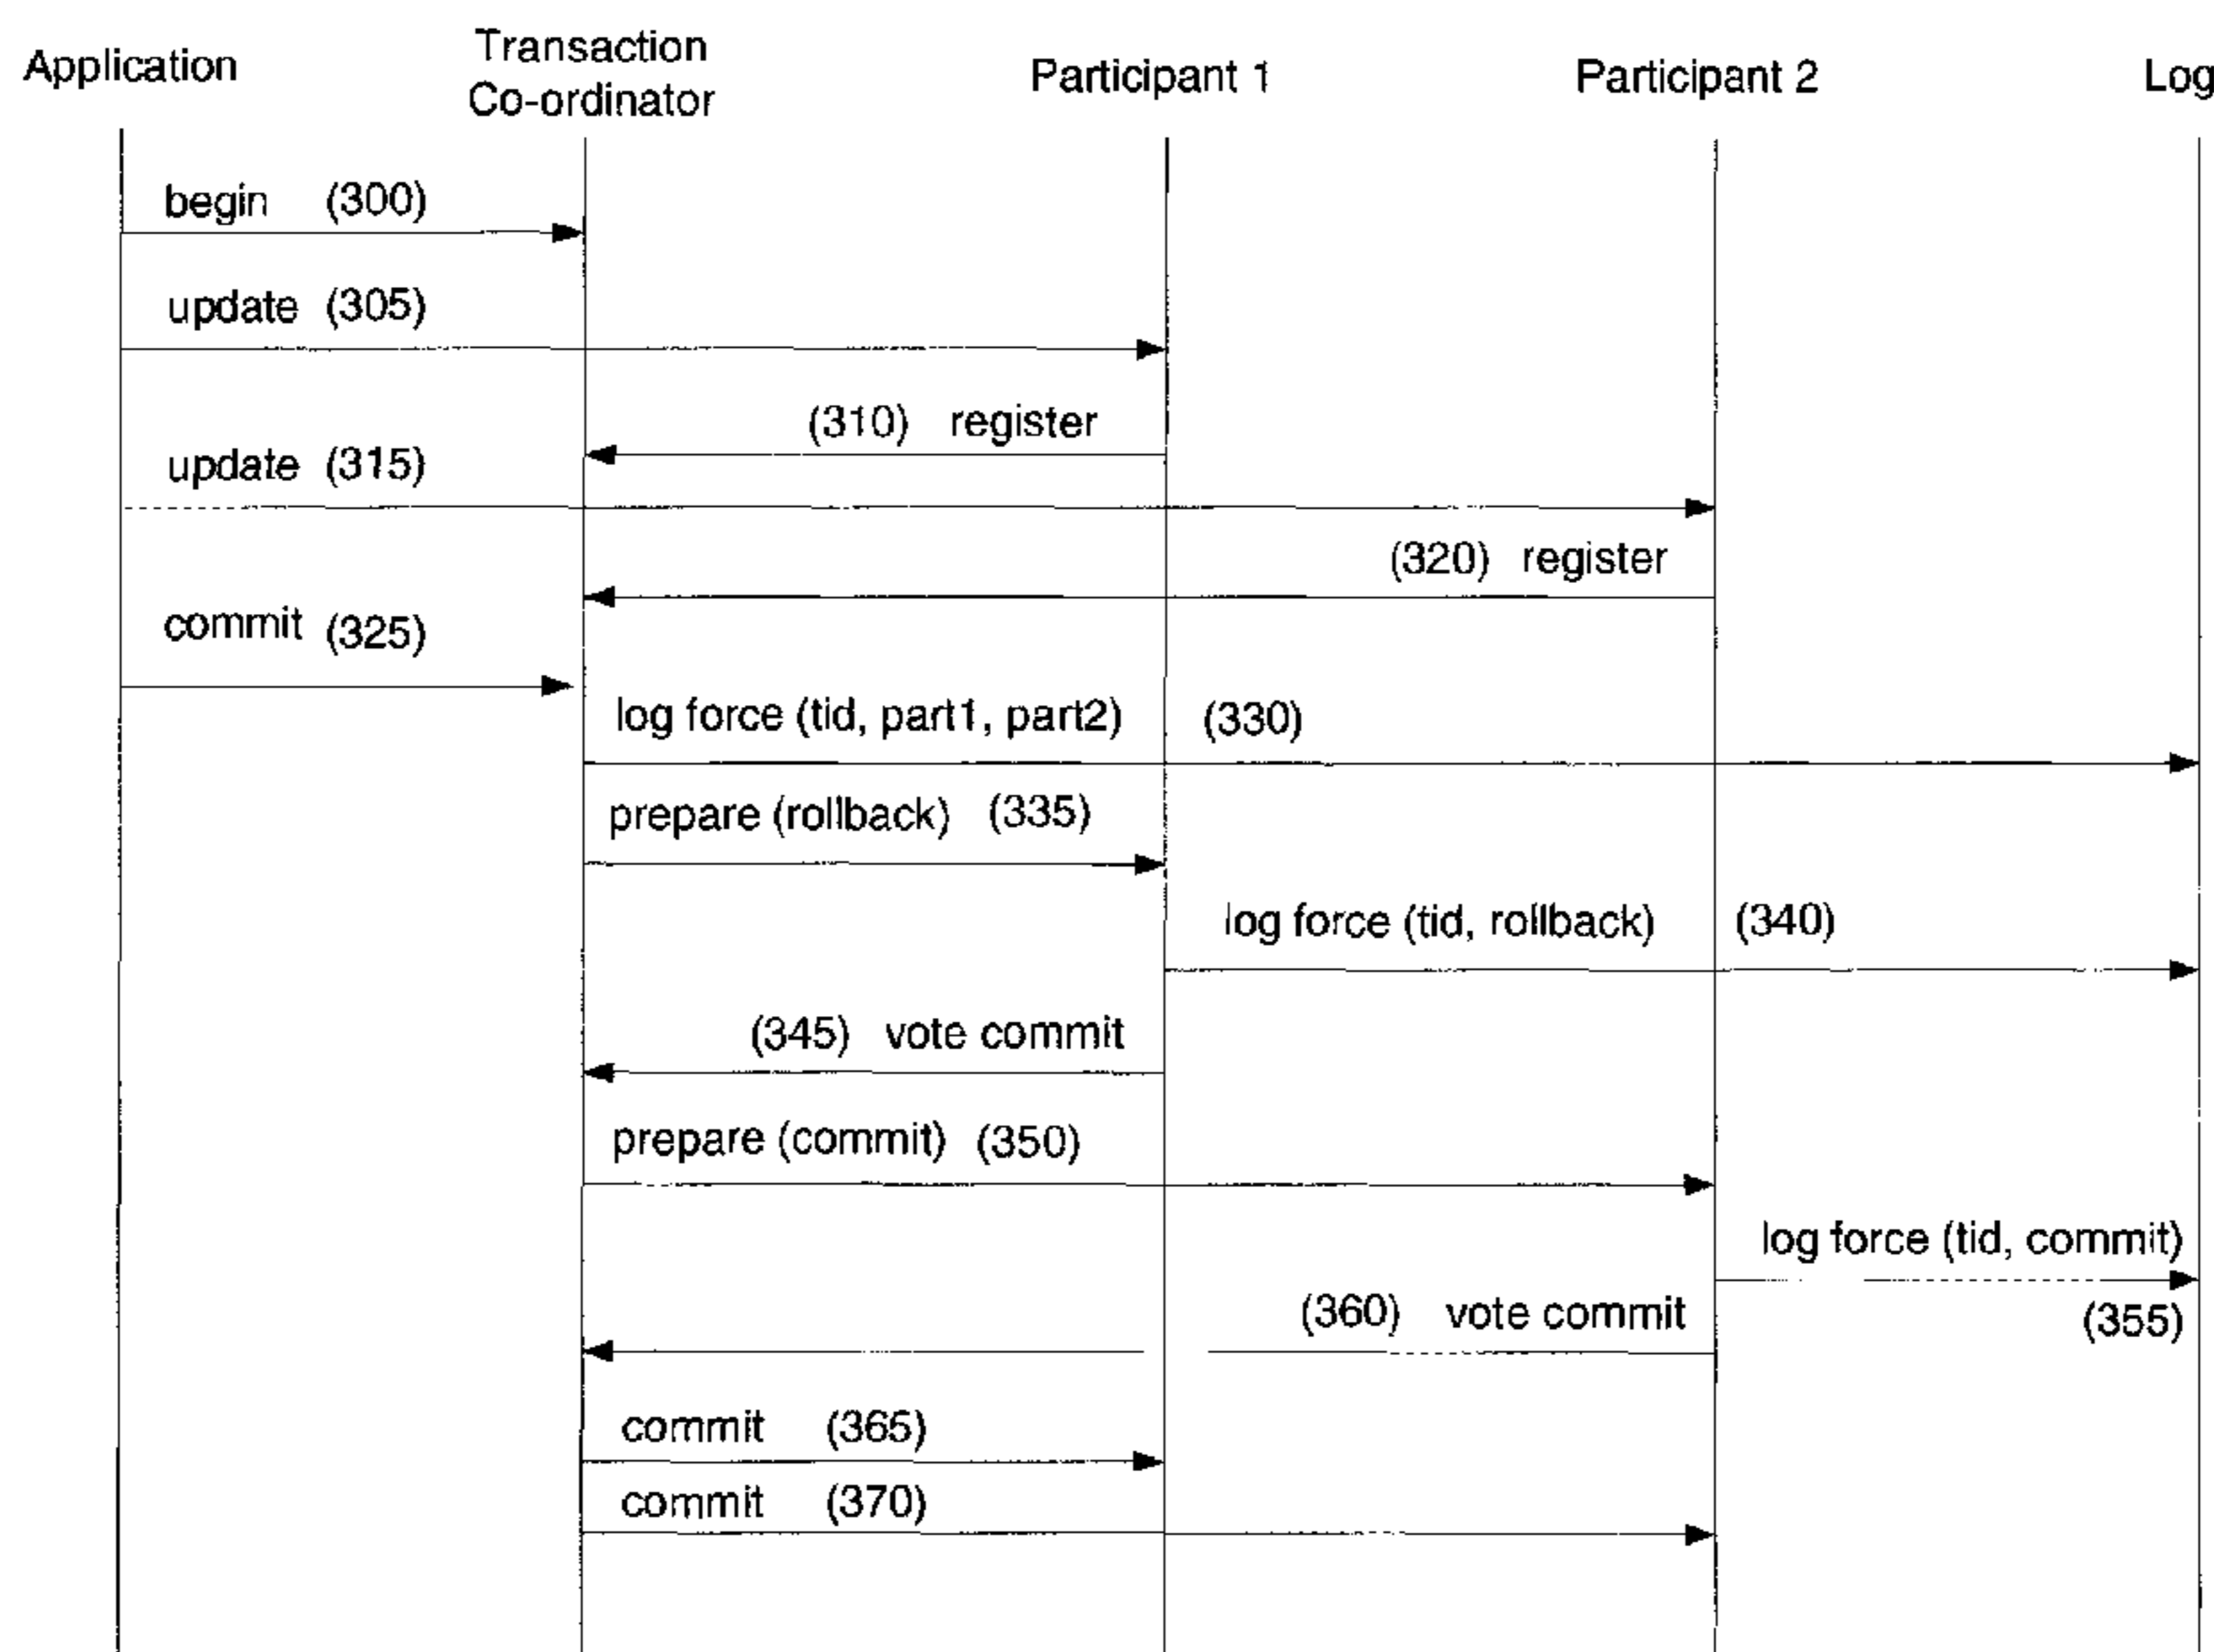 Application
Transaction
Co-ordinator
Participant 1
Participant 2
Log
begin (300)
update (305)
(310) register
update (315)
(320) register
commit (325)
log force (tid, part1, part2) (330)
prepare (rollback) (335)
log force (tid, rollback) (340)
(345) vote commit
prepare (commit) (350)
log force (tid, commit)
(360) vote commit
(355)
commit (365)
commit (370)